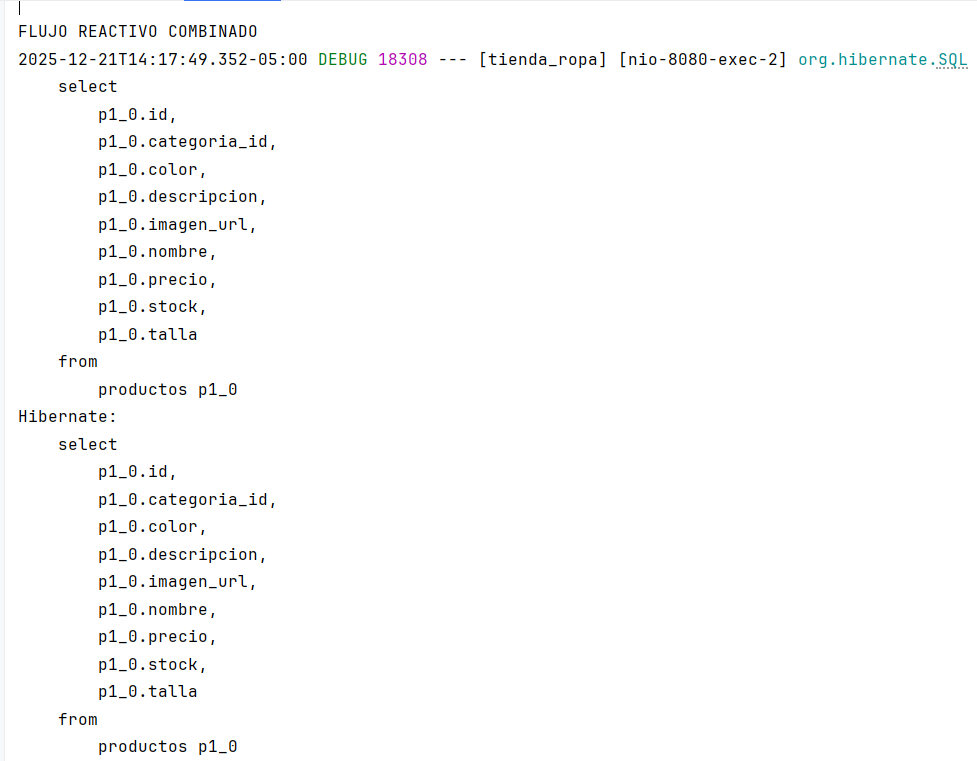 FLUJO REACTIVO COMBINADO
2025-12-21T14:17:49.352-05:00 DEBUG 18308 --- [tienda_ropa] [nio-8080-exec-2] org.hibernate.SQL
    select
        p1_0.id,
        p1_0.categoria_id,
        p1_0.color,
        p1_0.descripcion,
        p1_0.imagen_url,
        p1_0.nombre,
        p1_0.precio,
        p1_0.stock,
        p1_0.talla
    from
        productos p1_0
Hibernate:
    select
        p1_0.id,
        p1_0.categoria_id,
        p1_0.color,
        p1_0.descripcion,
        p1_0.imagen_url,
        p1_0.nombre,
        p1_0.precio,
        p1_0.stock,
        p1_0.talla
    from
        productos p1_0